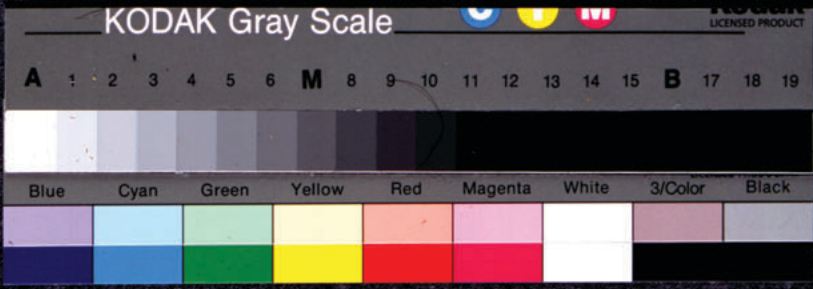 KODAK Gray Scale
C Y M
Kodak
LICENSED PRODUCT
A 1 2 3 4 5 6 M 8 9 10 11 12 13 14 15 B 17 18 19
Blue Cyan Green Yellow Red Magenta White 3/Color Black